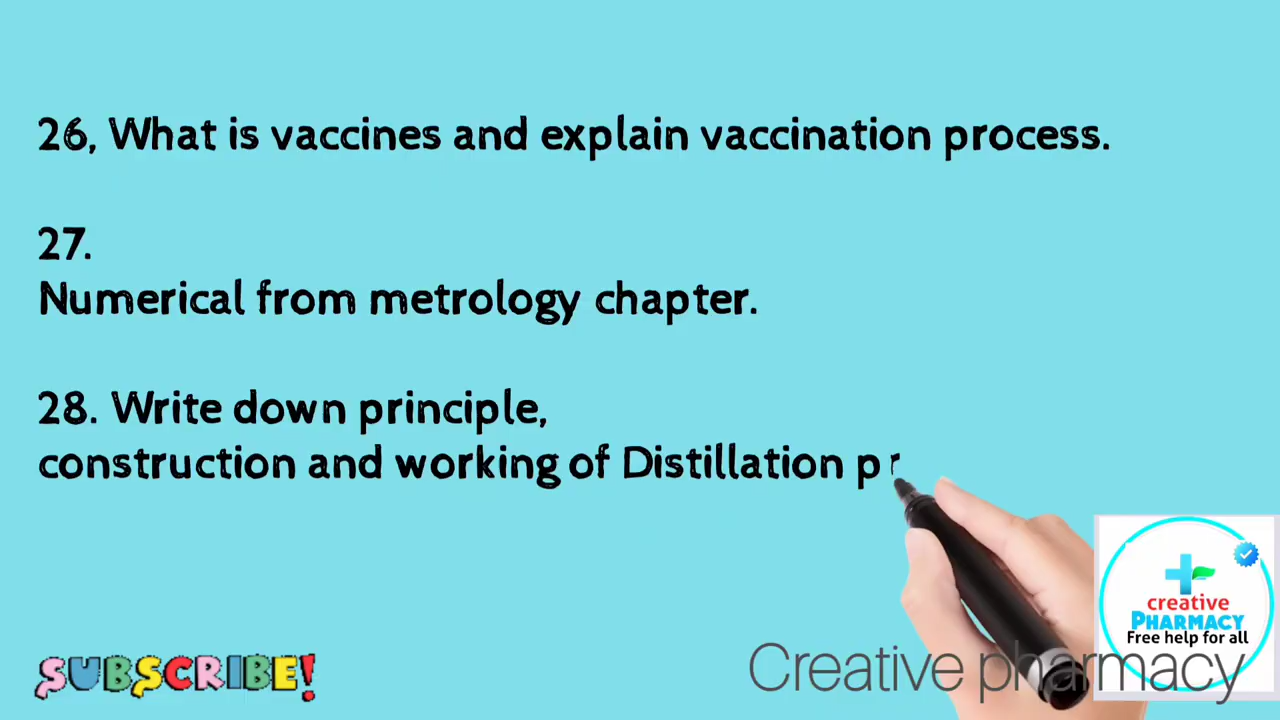 26, What is vaccines and explain vaccination process.
27.
Numerical from metrology chapter.
28. Write down principle,
construction and working of Distillation pr
SUBSCRIBE!
creative
PHARMACY
Free help for all
Creative pharmacy